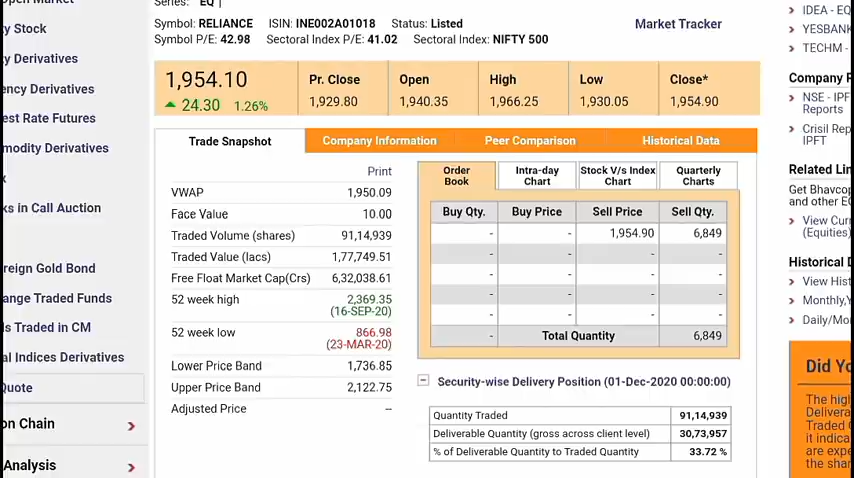 Series: EQ |
Symbol: RELIANCE ISIN: INE002A01018 Status: Listed
Symbol P/E: 42.98 Sectoral Index P/E: 41.02 Sectoral Index: NIFTY 500
Market Tracker
y Stock
y Derivatives
ency Derivatives
est Rate Futures
modity Derivatives
x
ks in Call Auction
reign Gold Bond
ange Traded Funds
ls Traded in CM
al Indices Derivatives
Quote
on Chain
Analysis
1,954.10
24.30 1.26%
Pr. Close Open High Low Close*
1,929.80 1,940.35 1,966.25 1,930.05 1,954.90
Trade Snapshot Company Information Peer Comparison Historical Data
Print
VWAP 1,950.09
Face Value 10.00
Traded Volume (shares) 91,14,939
Traded Value (lacs) 1,77,749.51
Free Float Market Cap(Crs) 6,32,038.61
52 week high 2,369.35
(16-SEP-20)
52 week low 866.98
(23-MAR-20)
Lower Price Band 1,736.85
Upper Price Band 2,122.75
Adjusted Price --
Order Book
Intra-day Chart
Stock V/s Index Chart
Quarterly Charts
Buy Qty. Buy Price Sell Price Sell Qty.
- - 1,954.90 6,849
- - - -
- - - -
- - - -
- - - -
- Total Quantity 6,849
Security-wise Delivery Position (01-Dec-2020 00:00:00)
Quantity Traded 91,14,939
Deliverable Quantity (gross across client level) 30,73,957
% of Deliverable Quantity to Traded Quantity 33.72 %
IDEA - EQ
YESBANK
TECHM -
Company
NSE - IPF
Reports
Crisil Rep
IPFT
Related Lin
Get Bhavcop
and other E
View Curr
(Equities)
Historical D
View Hist
Monthly,Y
Daily/Mo
Did Yo
The high
Delivera
Traded
it indica
are expe
the shar